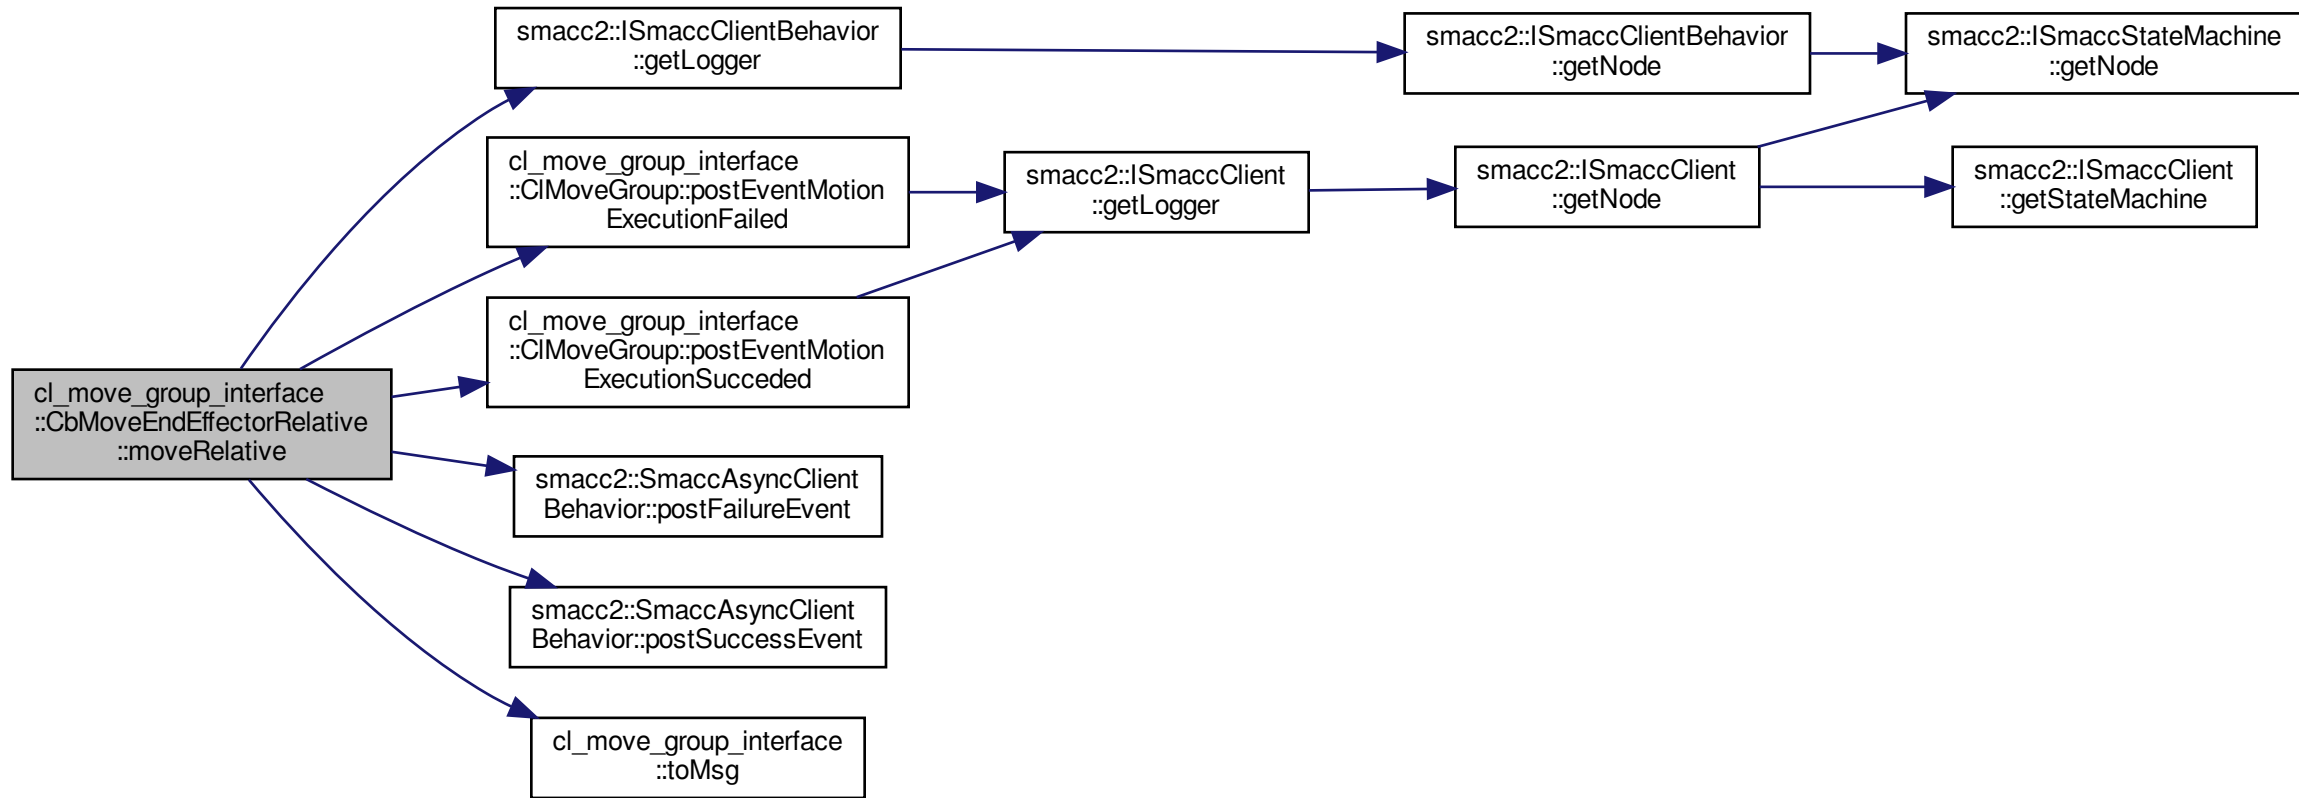 smacc2::ISmaccClientBehavior
::getLogger
smacc2::ISmaccClientBehavior
::getNode
smacc2::ISmaccStateMachine
::getNode
cl_move_group_interface
::ClMoveGroup::postEventMotion
ExecutionFailed
smacc2::ISmaccClient
::getLogger
smacc2::ISmaccClient
::getNode
smacc2::ISmaccClient
::getStateMachine
cl_move_group_interface
::ClMoveGroup::postEventMotion
ExecutionSucceded
cl_move_group_interface
::CbMoveEndEffectorRelative
::moveRelative
smacc2::SmaccAsyncClient
Behavior::postFailureEvent
smacc2::SmaccAsyncClient
Behavior::postSuccessEvent
cl_move_group_interface
::toMsg